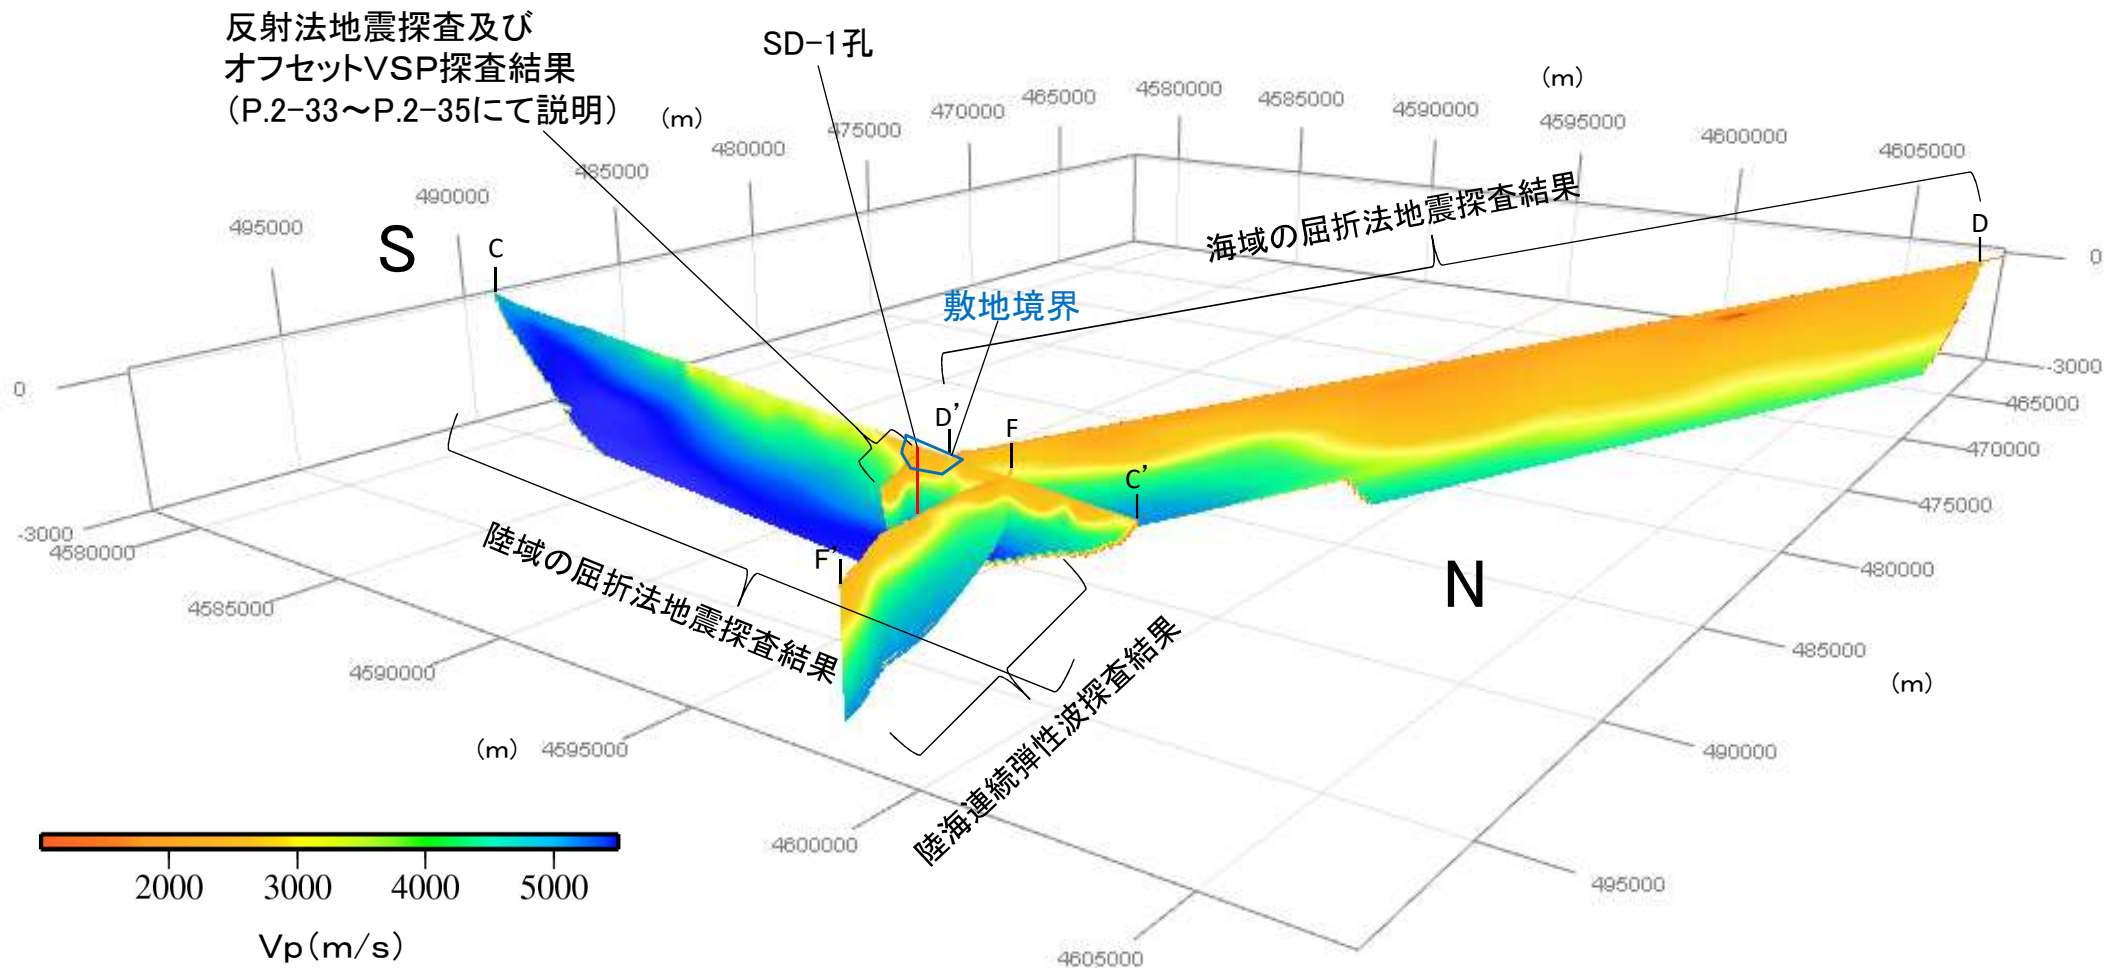 反射法地震探査及び
オフセットVSP探査結果
(P.2-33～P.2-35にて説明)
SD-1孔
(m)
(m)
495000
490000
485000
480000
475000
470000
465000
4580000
4585000
4590000
4595000
4600000
4605000
S
C
海域の屈折法地震探査結果
D
0
敷地境界
-3000
0
465000
D'
F
470000
C'
475000
-3000
4580000
陸域の屈折法地震探査結果
F'
480000
N
4585000
485000
4590000
陸海連続弾性波探査結果
(m)
(m)
4595000
490000
4600000
495000
4605000
2000
3000
4000
5000
Vp(m/s)